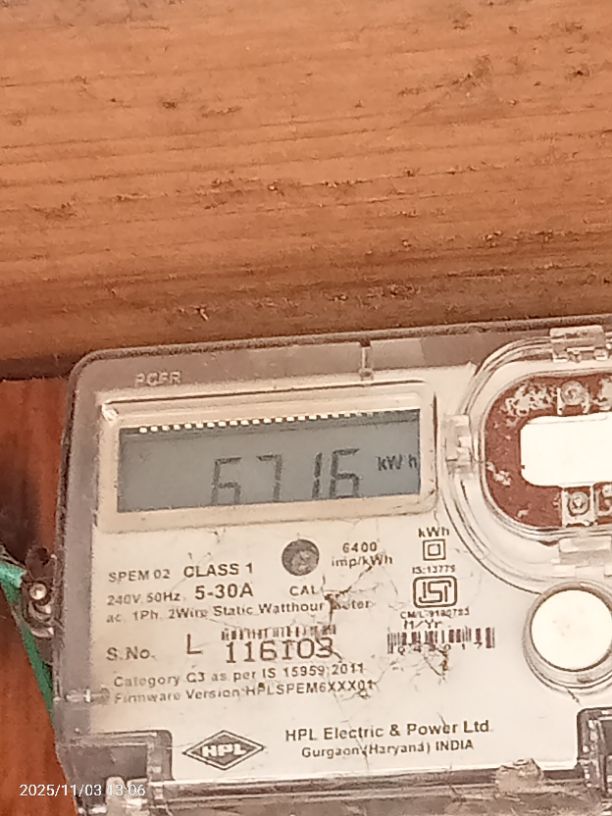 6716 kWh
kWh
6400
imp/kWh
IS:13779
SPEM 02 CLASS 1
240V 50Hz 5-30A CAL
ac. 1Ph. 2Wire Static Watthour Meter
M/Yr
S.No. L 116103
Category C3 as per IS 15959:2011
Firmware Version HPLSPEM6XXX01
HPL
HPL Electric & Power Ltd.
Gurgaon (Haryana) INDIA
2025/11/03 13:06